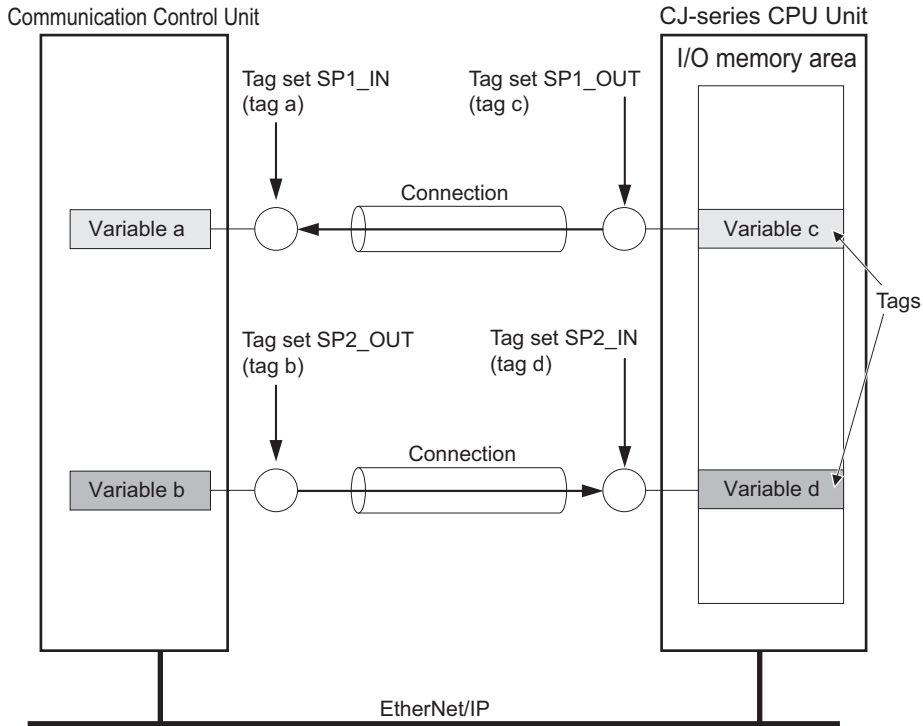 Communication Control Unit
CJ-series CPU Unit
I/O memory area
Tag set SP1_IN
(tag a)
Tag set SP1_OUT
(tag c)
Connection
Variable a
Variable c
Tags
Tag set SP2_OUT
(tag b)
Tag set SP2_IN
(tag d)
Connection
Variable b
Variable d
EtherNet/IP